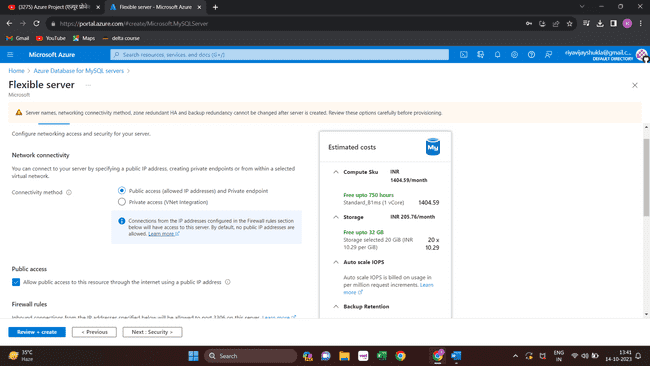 (3275) Azure Project (एज्यूर प्रोजे
Flexible server - Microsoft Azure
https://portal.azure.com/#create/Microsoft.MySQLServer
Gmail
YouTube
Maps
delta course
Microsoft Azure
Search resources, services, and docs (G+/)
riyavijayshukla@gmail.c...
DEFAULT DIRECTORY
Home > Azure Database for MySQL servers >
Flexible server
...
Microsoft
Server names, networking connectivity method, zone redundant HA and backup redundancy cannot be changed after server is created. Review these options carefully before provisioning.
Configure networking access and security for your server.
Network connectivity
You can connect to your server by specifying a public IP address, creating private endpoints or from within a selected
virtual network.
Connectivity method
Public access (allowed IP addresses) and Private endpoint
Private access (VNet Integration)
Connections from the IP addresses configured in the Firewall rules section
below will have access to this server. By default, no public IP addresses are
allowed. Learn more
Public access
Allow public access to this resource through the internet using a public IP address
Firewall rules
Inbound connections from the IP addresses specified below will be allowed to port 3306 on this server. Learn more
Estimated costs
My
Compute Sku
INR
1404.59/month
Free upto 750 hours
Standard_B1ms (1 vCore)
1404.59
Storage
INR 205.76/month
Free upto 32 GB
Storage selected 20 GiB (INR
10.29 per GiB)
20 x
10.29
Auto scale IOPS
Auto scale IOPS is billed on usage in
per million request increments. Learn
more
Backup Retention
Review + create
< Previous
Next : Security >
35°C
Haze
Search
ENG
IN
13:41
14-10-2023